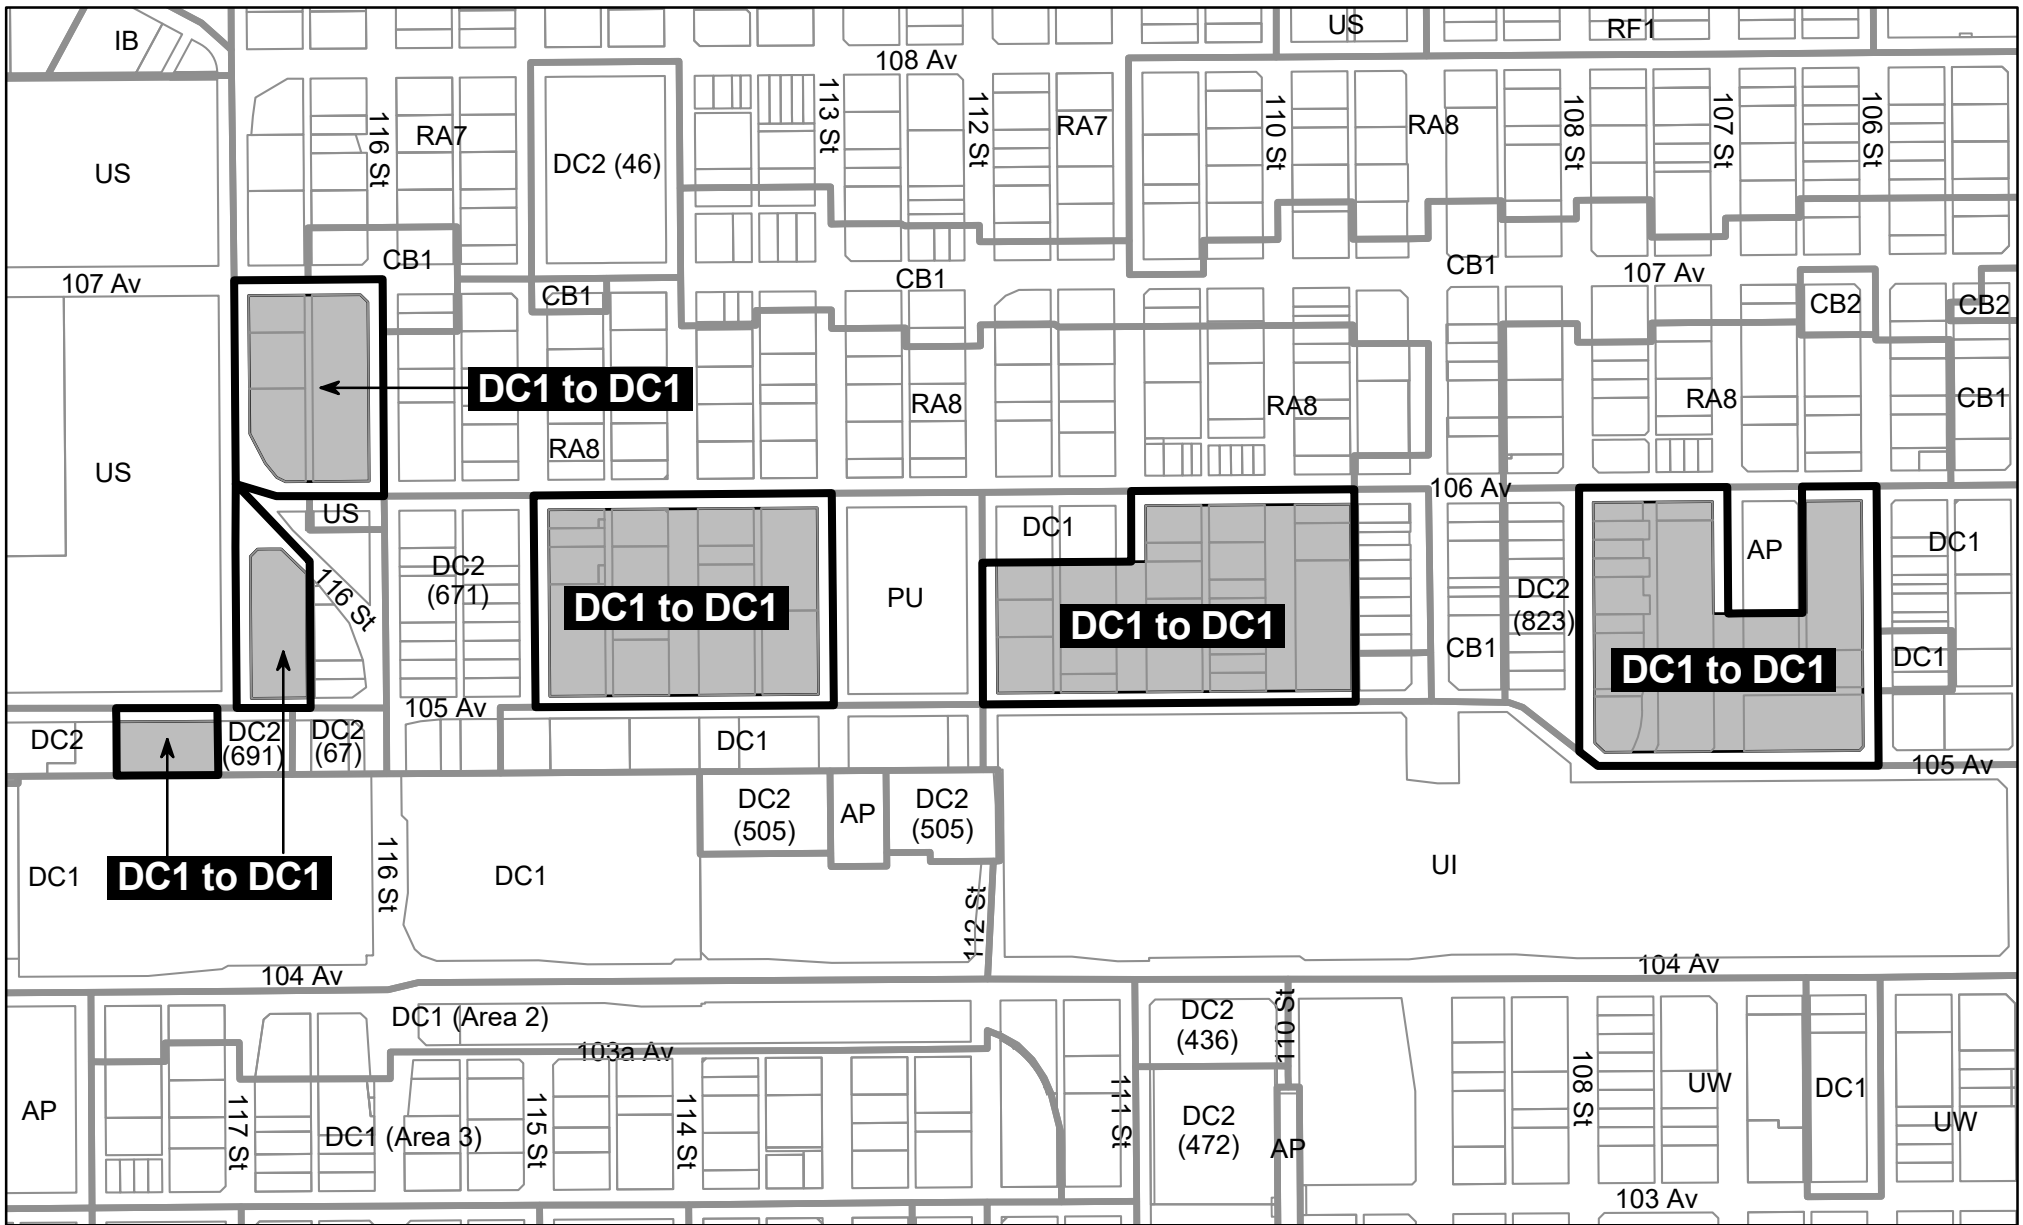 IB
US
RF1
108 Av
116 St
RA7
DC2 (46)
113 St
112 St
RA7
110 St
RA8
108 St
107 St
106 St
US
107 Av
CB1
CB1
CB1
CB1
107 Av
CB2
CB2
DC1 to DC1
RA8
RA8
RA8
RA8
CB1
US
US
106 Av
DC1
AP
DC1
116 St
DC2
(671)
DC1 to DC1
PU
DC1 to DC1
CB1
DC2
(823)
DC1 to DC1
DC1
DC2
DC2
(691)
DC2
(67)
105 Av
DC1
105 Av
DC2
(505)
AP
DC2
(505)
DC1
DC1 to DC1
116 St
DC1
112 St
UI
104 Av
104 Av
DC1 (Area 2)
103a Av
DC2
(436)
110 St
AP
117 St
DC1 (Area 3)
115 St
114 St
111 St
DC2
(472)
AP
108 St
UW
DC1
UW
103 Av